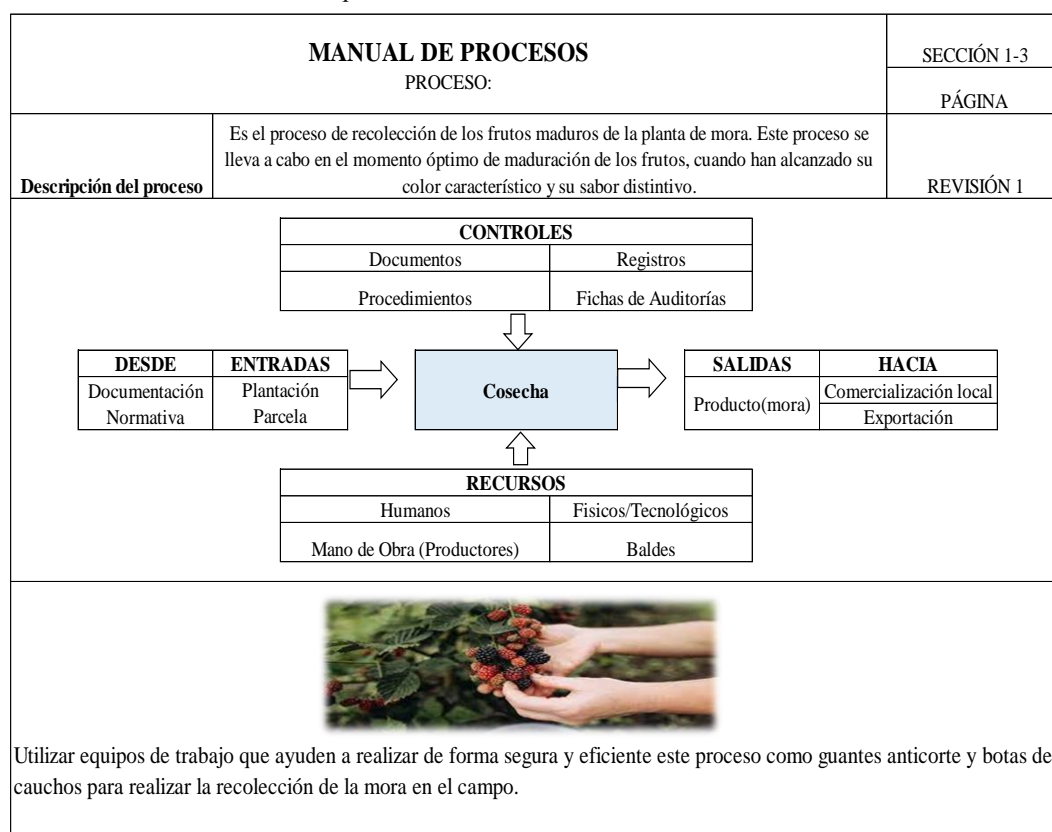 MANUAL DE PROCESOS
PROCESO:
SECCIÓN 1-3
PÁGINA
Descripción del proceso
Es el proceso de recolección de los frutos maduros de la planta de mora. Este proceso se
lleva a cabo en el momento óptimo de maduración de los frutos, cuando han alcanzado su
color característico y su sabor distintivo.
REVISIÓN 1
CONTROLES
Documentos Registros
Procedimientos Fichas de Auditorías
DESDE ENTRADAS
Documentación Plantación
Normativa Parcela
Cosecha
SALIDAS HACIA
Producto(mora) Comercialización local
Exportación
RECURSOS
Humanos Fisicos/Tecnológicos
Mano de Obra (Productores) Baldes
Utilizar equipos de trabajo que ayuden a realizar de forma segura y eficiente este proceso como guantes anticorte y botas de
cauchos para realizar la recolección de la mora en el campo.